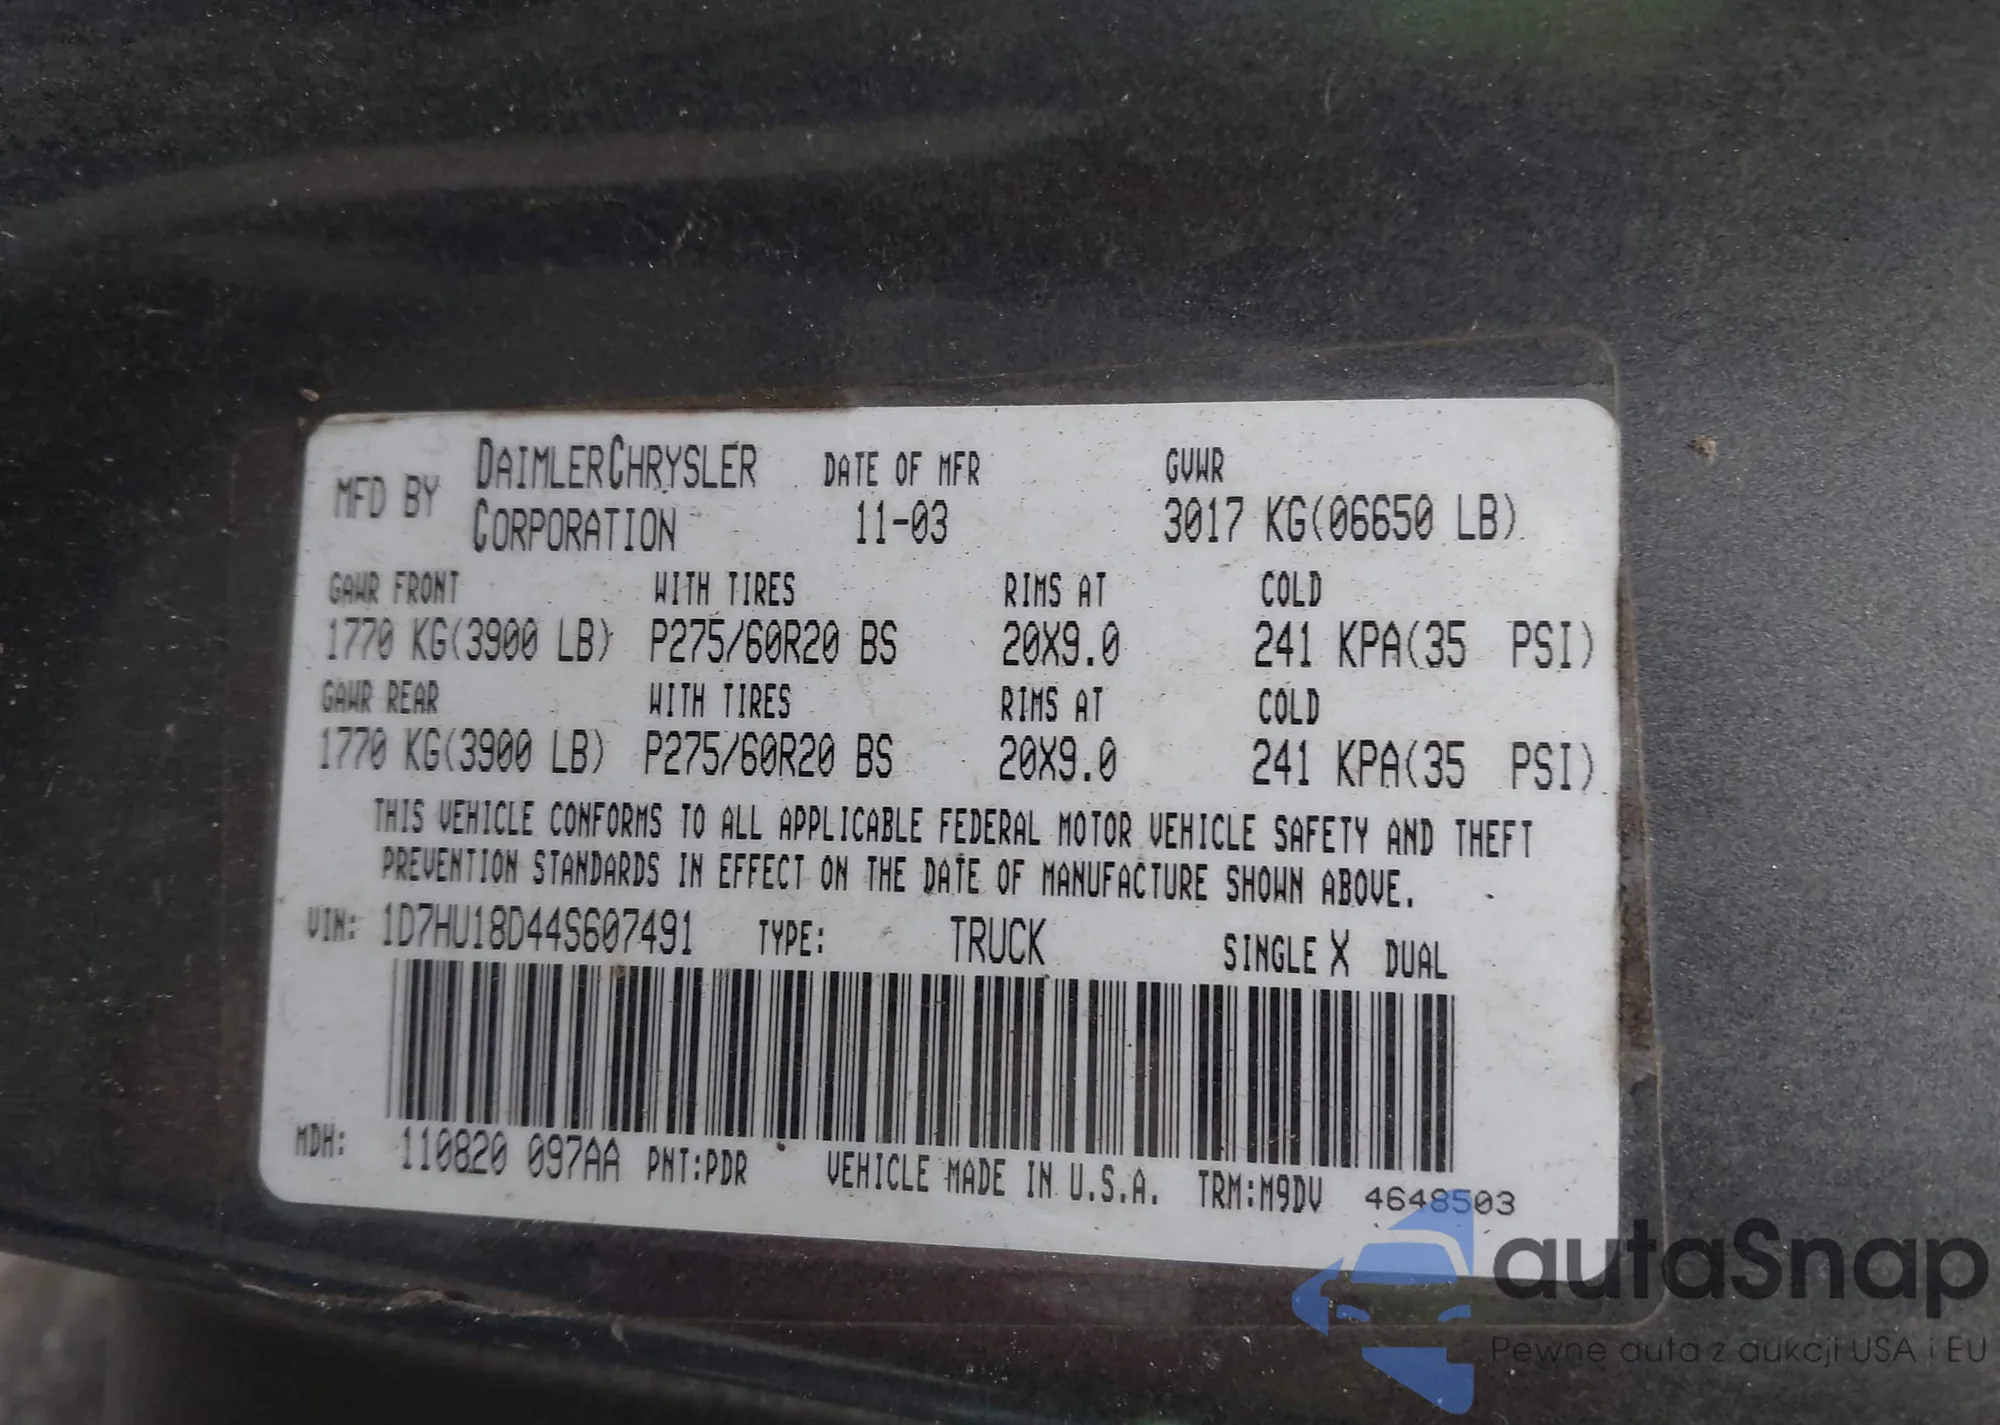 MFD BY DAIMLERCHRYSLER CORPORATION DATE OF MFR 11-03 GVWR 3017 KG(06650 LB)
GAWR FRONT WITH TIRES RIMS AT COLD
1770 KG(3900 LB) P275/60R20 BS 20X9.0 241 KPA(35 PSI)
GAWR REAR WITH TIRES RIMS AT COLD
1770 KG(3900 LB) P275/60R20 BS 20X9.0 241 KPA(35 PSI)
THIS VEHICLE CONFORMS TO ALL APPLICABLE FEDERAL MOTOR VEHICLE SAFETY AND THEFT
PREVENTION STANDARDS IN EFFECT ON THE DATE OF MANUFACTURE SHOWN ABOVE.
VIN: 1D7HU18D44S607491 TYPE: TRUCK SINGLE X DUAL
MDH: 110820 097AA PNT:PDR VEHICLE MADE IN U.S.A. TRM:M9DV 4648503
autaSnap
Pewne auta z aukcji USA i EU